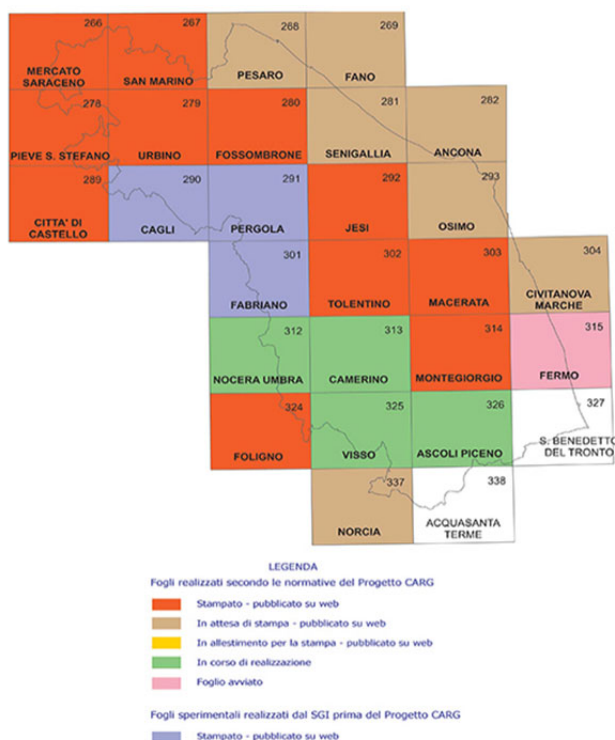 266
267
268
269
MERCATO
SARACENO
SAN MARINO
PESARO
FANO
278
279
280
281
282
PIEVE S. STEFANO
URBINO
FOSSOMBRONE
SENIGALLIA
ANCONA
289
290
291
292
293
CITTA' DI
CASTELLO
CAGLI
PERGOLA
JESI
OSIMO
301
302
303
304
FABRIANO
TOLENTINO
MACERATA
CIVITANOVA
MARCHE
312
313
314
315
NOCERA UMBRA
CAMERINO
MONTEGIORGIO
FERMO
324
325
326
327
FOLIGNO
VISSO
ASCOLI PICENO
S. BENEDETTO
DEL TRONTO
337
338
NORCIA
ACQUASANTA
TERME
LEGENDA
Fogli realizzati secondo le normative del Progetto CARG
Stampato - pubblicato su web
In attesa di stampa - pubblicato su web
In allestimento per la stampa - pubblicato su web
In corso di realizzazione
Foglio avviato
Fogli sperimentali realizzati dal SGI prima del Progetto CARG
Stampato - pubblicato su web